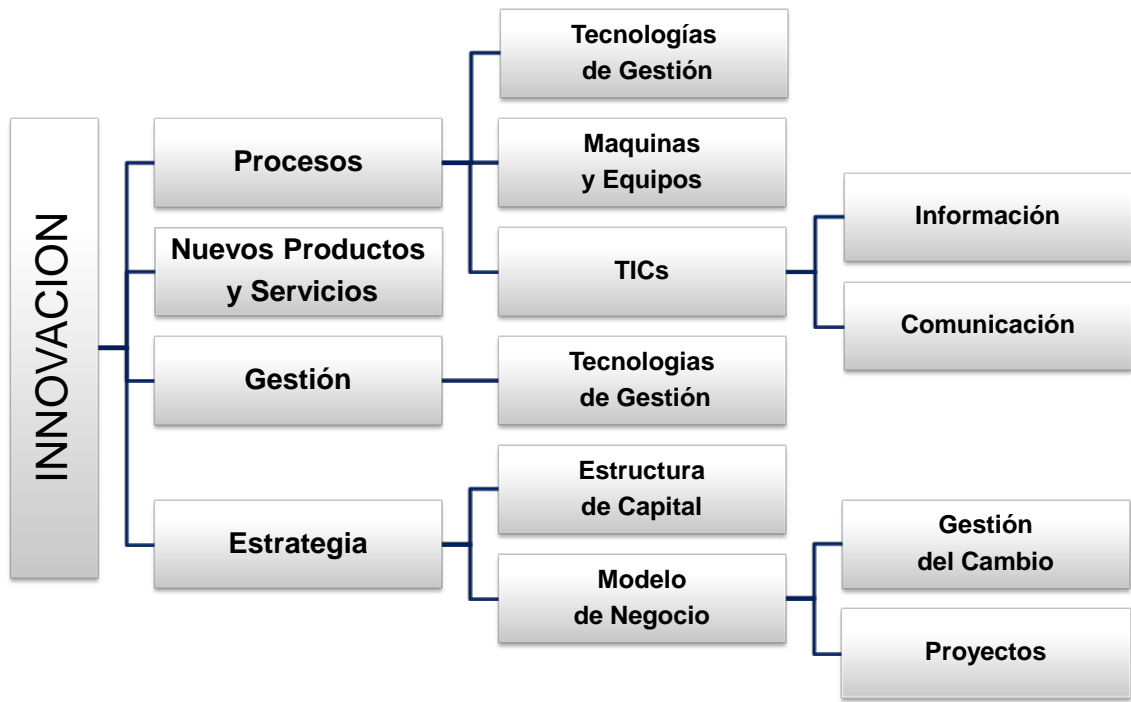 INNOVACION
Procesos
Tecnologías
de Gestión
Maquinas
y Equipos
TICs
Información
Comunicación
Nuevos Productos
y Servicios
Gestión
Tecnologias
de Gestión
Estrategia
Estructura
de Capital
Modelo
de Negocio
Gestión
del Cambio
Proyectos